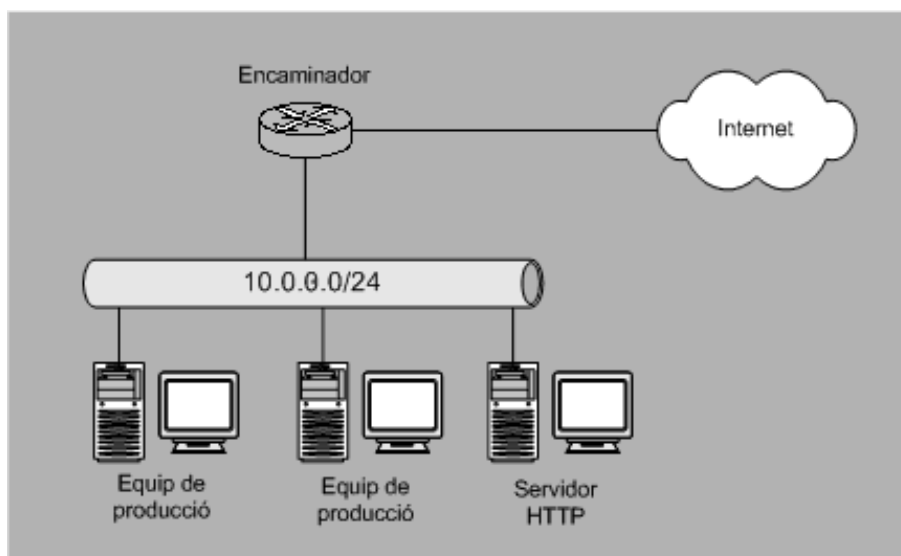 Encaminador
Internet
10.0.0.0/24
Equip de
producció
Equip de
producció
Servidor
HTTP